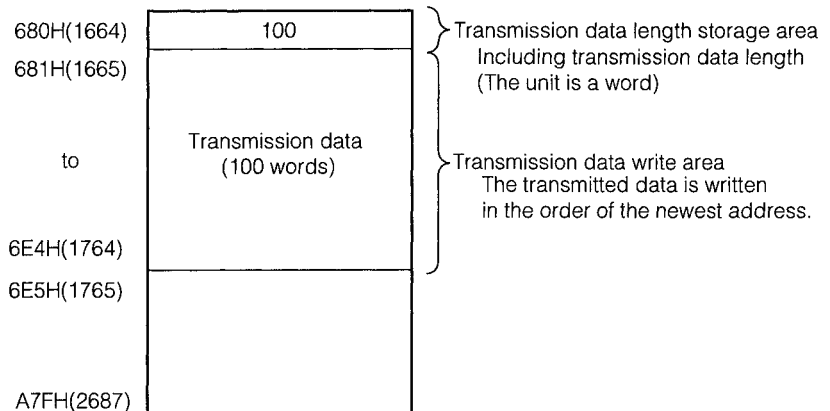 680H(1664)
100
Transmission data length storage area
Including transmission data length
(The unit is a word)
681H(1665)
to
Transmission data
(100 words)
Transmission data write area
The transmitted data is written
in the order of the newest address.
6E4H(1764)
6E5H(1765)
A7FH(2687)